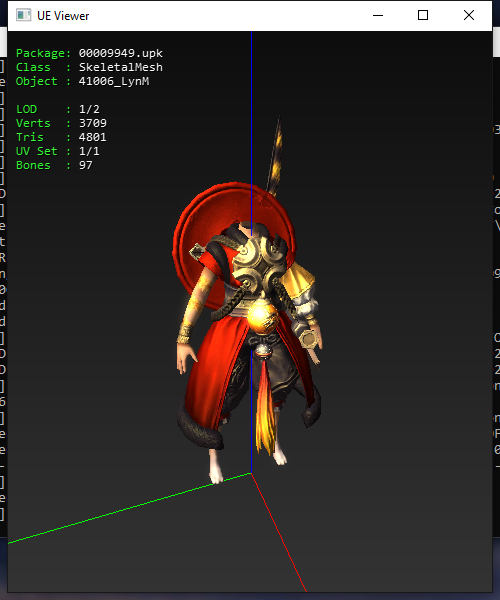 UE Viewer
Package: 00009949.upk
Class  : SkeletalMesh
Object : 41006_LynM
LOD    : 1/2
Verts  : 3709
Tris   : 4801
UV Set : 1/1
Bones  : 97